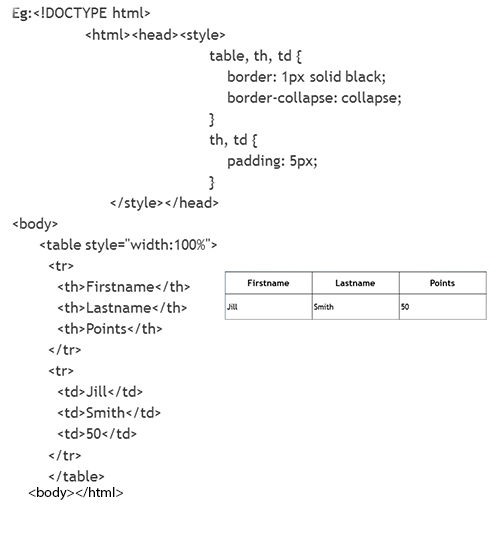 Eg:<!DOCTYPE html>
<html><head><style>
table, th, td {
border: 1px solid black;
border-collapse: collapse;
}
th, td {
padding: 5px;
}
</style></head>
<body>
<table style="width:100%">
<tr>
<th>Firstname</th>
<th>Lastname</th>
<th>Points</th>
</tr>
<tr>
<td>Jill</td>
<td>Smith</td>
<td>50</td>
</tr>
</table>
<body></html>
Firstname Lastname Points
Jill Smith 50